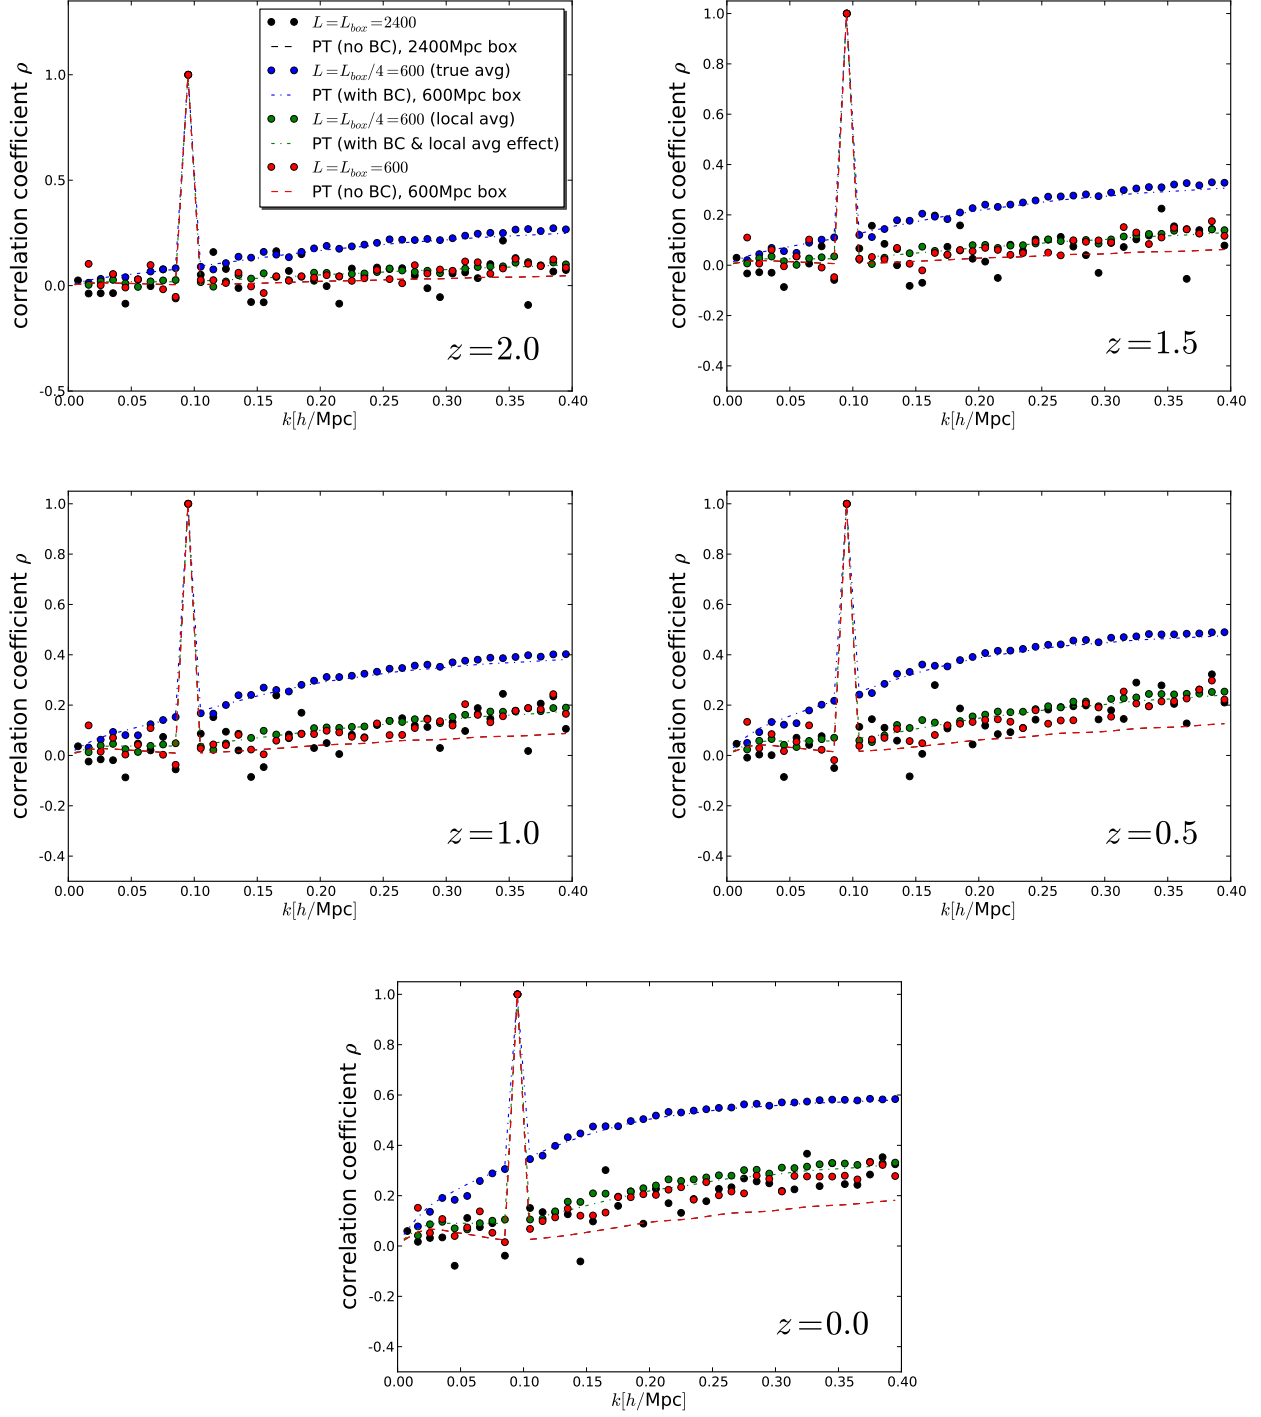 1.0
0.5
0.0
-0.5
correlation coefficient ρ
L=L_box=2400
PT (no BC), 2400Mpc box
L=L_box/4=600 (true avg)
PT (with BC), 600Mpc box
L=L_box/4=600 (local avg)
PT (with BC & local avg effect)
L=L_box=600
PT (no BC), 600Mpc box
z=2.0
0.00 0.05 0.10 0.15 0.20 0.25 0.30 0.35 0.40
k[h/Mpc]
1.0
0.8
0.6
0.4
0.2
0.0
-0.2
-0.4
correlation coefficient ρ
z=1.5
0.00 0.05 0.10 0.15 0.20 0.25 0.30 0.35 0.40
k[h/Mpc]
1.0
0.8
0.6
0.4
0.2
0.0
-0.2
-0.4
correlation coefficient ρ
z=1.0
0.00 0.05 0.10 0.15 0.20 0.25 0.30 0.35 0.40
k[h/Mpc]
1.0
0.8
0.6
0.4
0.2
0.0
-0.2
-0.4
correlation coefficient ρ
z=0.5
0.00 0.05 0.10 0.15 0.20 0.25 0.30 0.35 0.40
k[h/Mpc]
1.0
0.8
0.6
0.4
0.2
0.0
-0.2
-0.4
correlation coefficient ρ
z=0.0
0.00 0.05 0.10 0.15 0.20 0.25 0.30 0.35 0.40
k[h/Mpc]